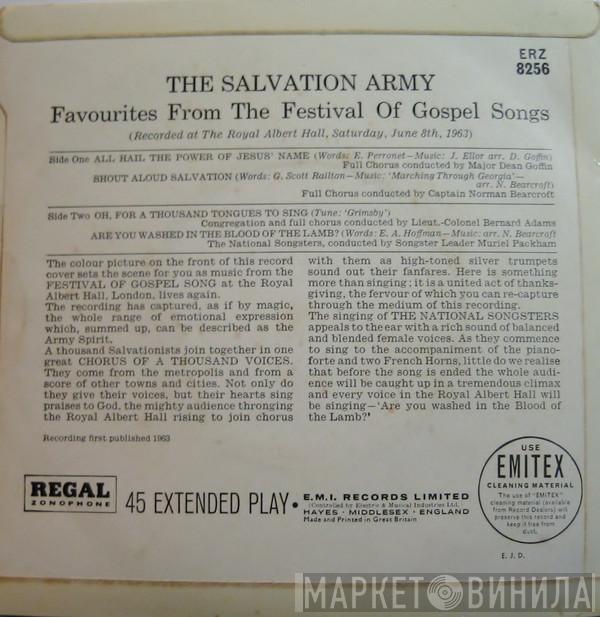 ERZ
8256
THE SALVATION ARMY
Favourites From The Festival Of Gospel Songs
(Recorded at The Royal Albert Hall, Saturday, June 8th, 1963)
Side One ALL HAIL THE POWER OF JESUS' NAME (Words: E. Perronet—Music: J. Ellor arr. D. Goffin)
Full Chorus conducted by Major Dean Goffin
SHOUT ALOUD SALVATION (Words: G. Scott Railton—Music: 'Marching Through Georgia'—
arr. N. Bearcroft)
Full Chorus conducted by Captain Norman Bearcroft
Side Two OH, FOR A THOUSAND TONGUES TO SING (Tune: 'Grimsby')
Congregation and full chorus conducted by Lieut.-Colonel Bernard Adams
ARE YOU WASHED IN THE BLOOD OF THE LAMB? (Words: E. A. Hoffman—Music: arr. N. Bearcroft
The National Songsters, conducted by Songster Leader Muriel Packham
The colour picture on the front of this record
cover sets the scene for you as music from the
FESTIVAL OF GOSPEL SONG at the Royal
Albert Hall, London, lives again.
The recording has captured, as if by magic,
the whole range of emotional expression
which, summed up, can be described as the
Army Spirit.
A thousand Salvationists join together in one
great CHORUS OF A THOUSAND VOICES.
They come from the metropolis and from a
score of other towns and cities. Not only do
they give their voices, but their hearts sing
praises to God, the mighty audience thronging
the Royal Albert Hall rising to join chorus
with them as high-toned silver trumpets
sound out their fanfares. Here is something
more than singing; it is a united act of thanks-
giving, the fervour of which you can re-capture
through the medium of this recording.
The singing of THE NATIONAL SONGSTERS
appeals to the ear with a rich sound of balanced
and blended female voices. As they commence
to sing to the accompaniment of the piano-
forte and two French Horns, little do we realise
that before the song is ended the whole audi-
ence will be caught up in a tremendous climax
and every voice in the Royal Albert Hall will
be singing—'Are you washed in the Blood of
the Lamb?'
Recording first published 1963
REGAL
ZONOPHONE
45 EXTENDED PLAY •
E.M.I. RECORDS LIMITED
(Controlled by Electric & Musical Industries Ltd.)
HAYES · MIDDLESEX · ENGLAND
Made and Printed in Great Britain
USE
EMITEX
CLEANING MATERIAL
The use of "EMITEX"
cleaning material (available
from Record Dealers) will
preserve this record and
keep it free from
dust.
E. J. D.
МАРКЕТ ВИНИЛА